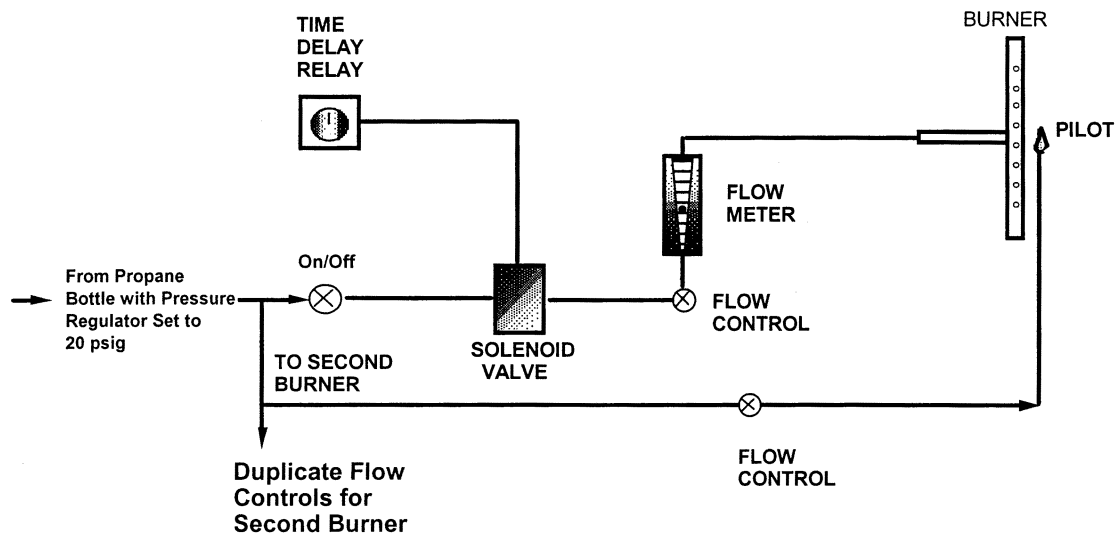 TIME
DELAY
RELAY
BURNER
PILOT
FLOW
METER
On/Off
From Propane
Bottle with Pressure
Regulator Set to
20 psig
FLOW
CONTROL
SOLENOID
VALVE
TO SECOND
BURNER
FLOW
CONTROL
Duplicate Flow
Controls for
Second Burner